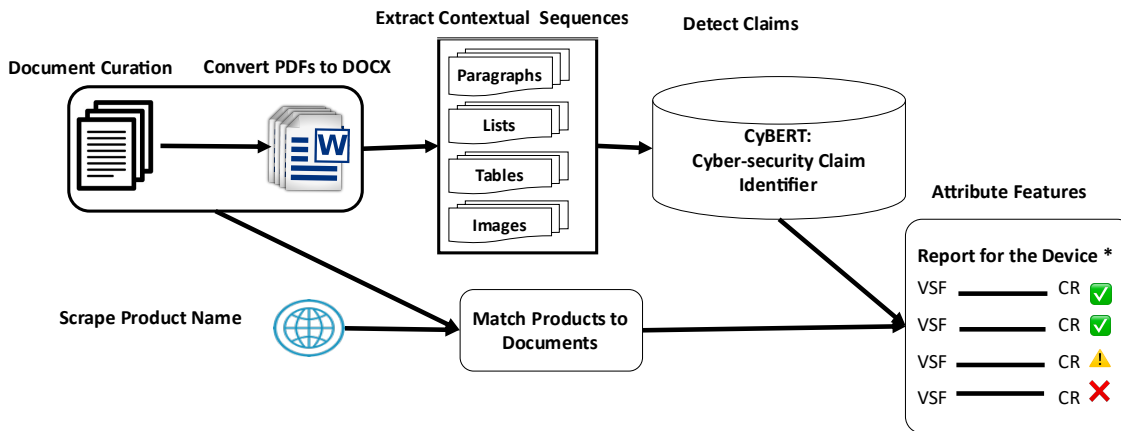 Extract Contextual Sequences
Detect Claims
Document Curation
Convert PDFs to DOCX
Paragraphs
Lists
Tables
Images
W
CyBERT:
Cyber-security Claim
Identifier
Attribute Features
Report for the Device *
VSF CR
VSF CR
VSF CR
VSF CR
Scrape Product Name
Match Products to
Documents